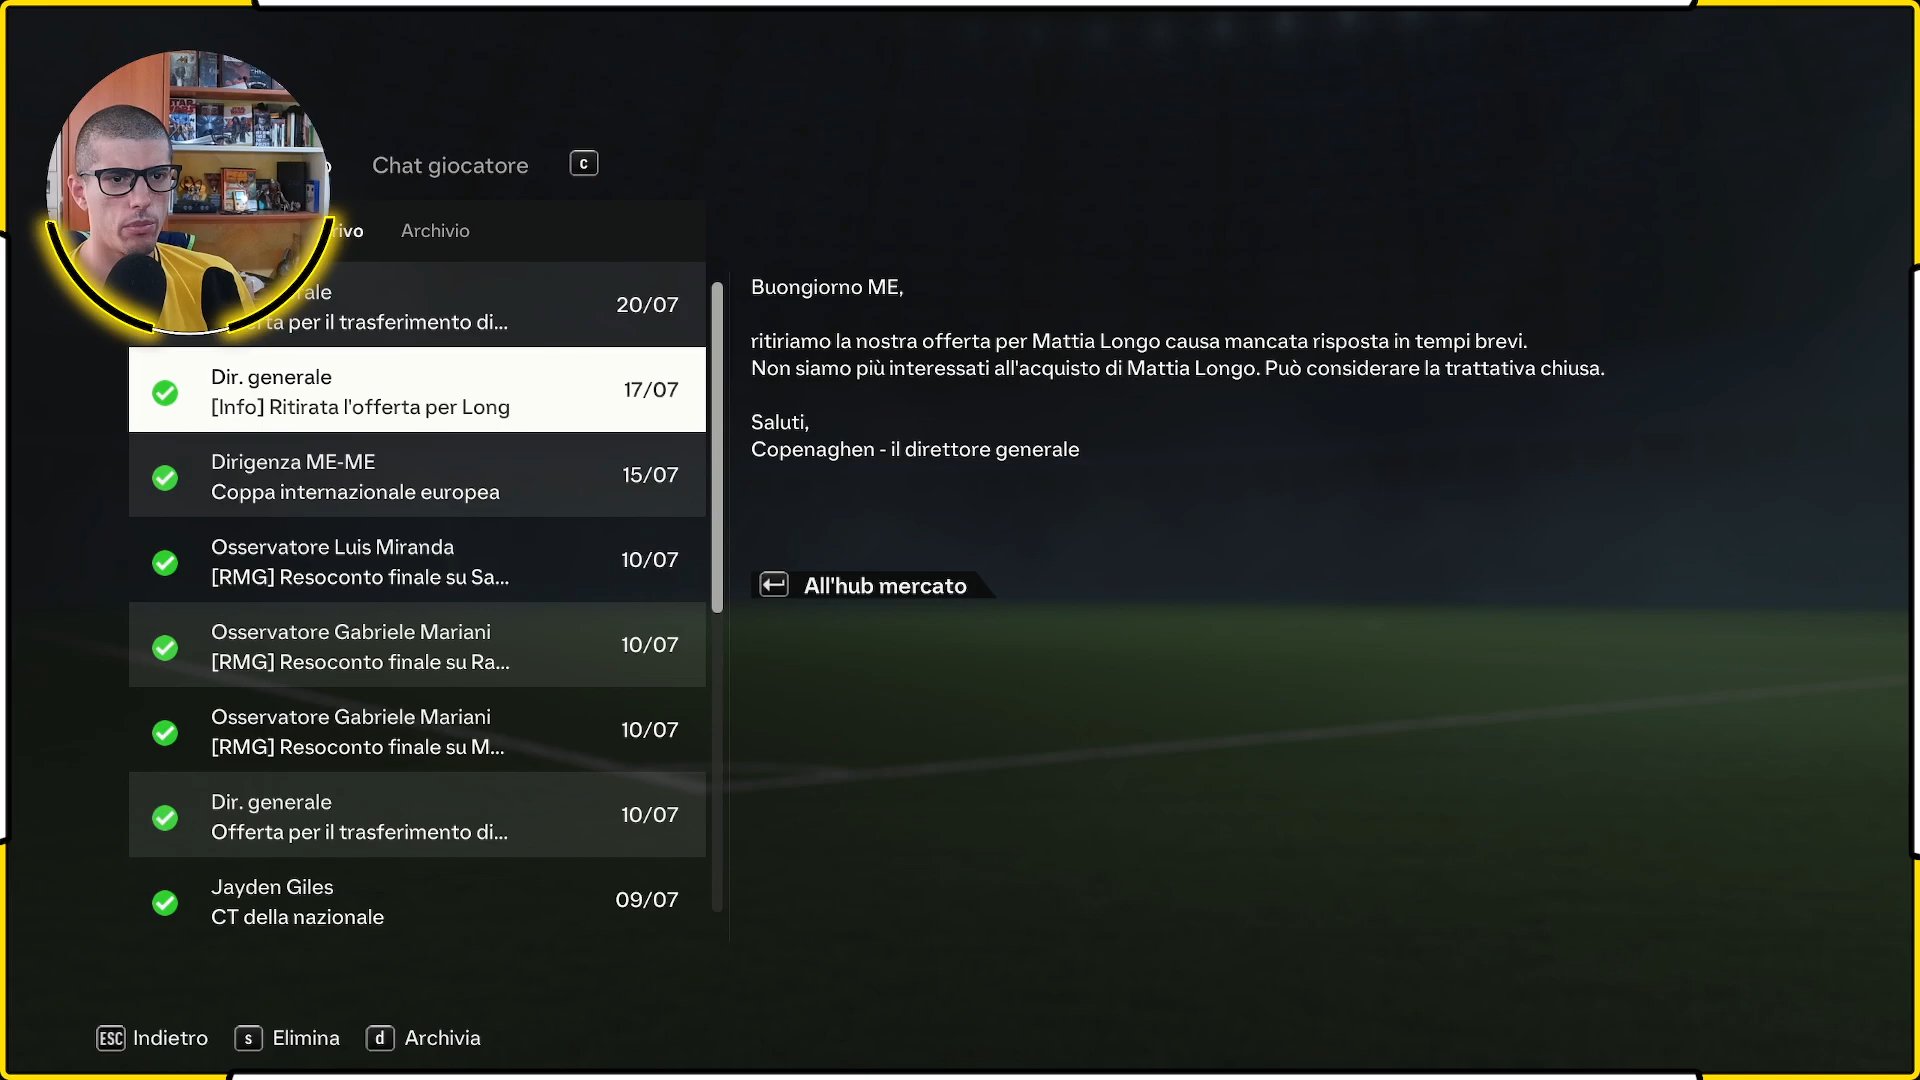 Chat giocatore C
Archivio
20/07
per il trasferimento di...
Dir. generale
17/07
[Info] Ritirata l'offerta per Long
Dirigenza ME-ME
15/07
Coppa internazionale europea
Osservatore Luis Miranda
10/07
[RMG] Resoconto finale su Sa...
Osservatore Gabriele Mariani
10/07
[RMG] Resoconto finale su Ra...
Osservatore Gabriele Mariani
10/07
[RMG] Resoconto finale su M...
Dir. generale
10/07
Offerta per il trasferimento di...
Jayden Giles
09/07
CT della nazionale
Buongiorno ME,
ritiriamo la nostra offerta per Mattia Longo causa mancata risposta in tempi brevi.
Non siamo più interessati all'acquisto di Mattia Longo. Può considerare la trattativa chiusa.
Saluti,
Copenaghen - il direttore generale
All'hub mercato
ESC Indietro s Elimina d Archivia